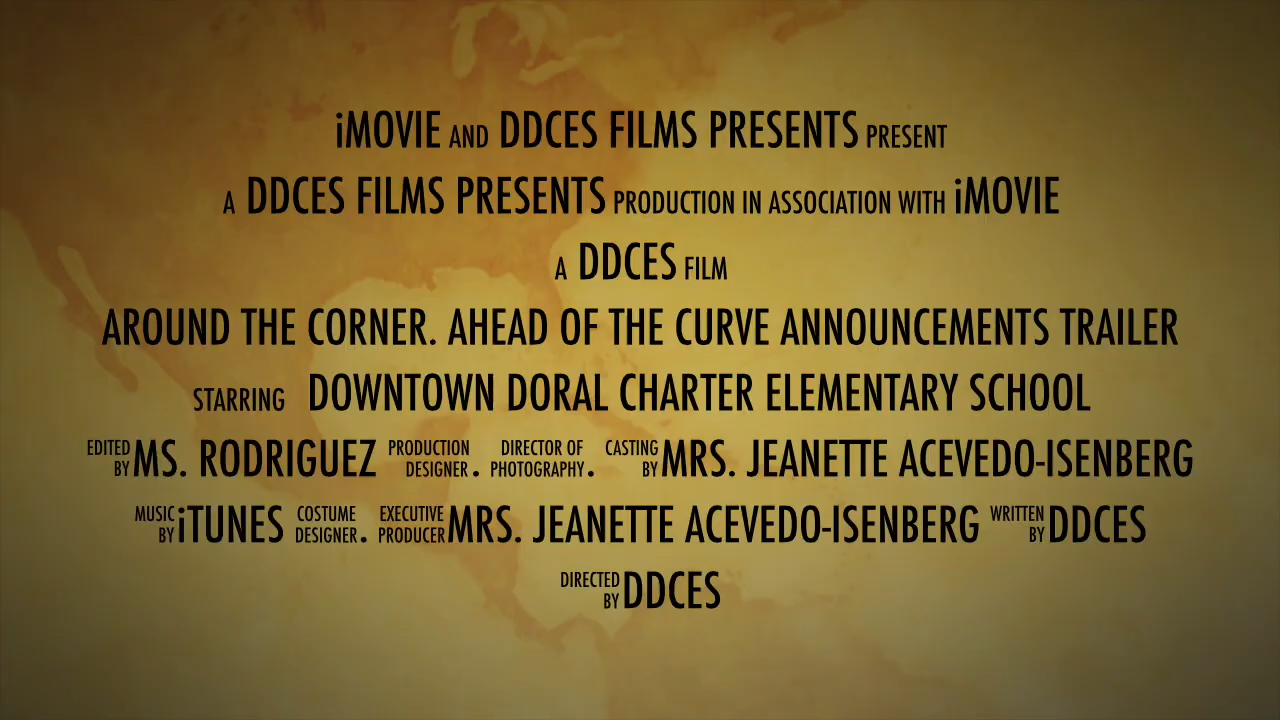 iMOVIE AND DDCES FILMS PRESENTS PRESENT
A DDCES FILMS PRESENTS PRODUCTION IN ASSOCIATION WITH iMOVIE
A DDCES FILM
AROUND THE CORNER. AHEAD OF THE CURVE ANNOUNCEMENTS TRAILER
STARRING DOWNTOWN DORAL CHARTER ELEMENTARY SCHOOL
EDITED BY MS. RODRIGUEZ PRODUCTION DESIGNER . DIRECTOR OF PHOTOGRAPHY . CASTING BY MRS. JEANETTE ACEVEDO-ISENBERG
MUSIC BY iTUNES COSTUME DESIGNER . EXECUTIVE PRODUCER MRS. JEANETTE ACEVEDO-ISENBERG WRITTEN BY DDCES
DIRECTED BY DDCES